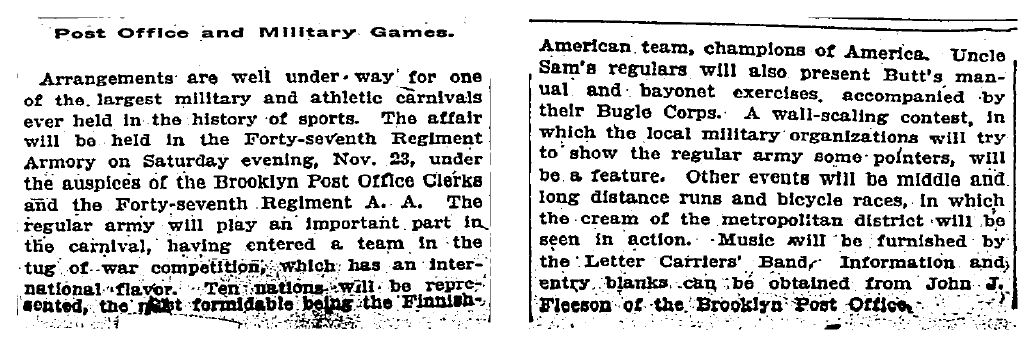 Post Office and Military Games.
Arrangements are well under way for one
of the largest military and athletic carnivals
ever held in the history of sports. The affair
will be held in the Forty-seventh Regiment
Armory on Saturday evening, Nov. 23, under
the auspices of the Brooklyn Post Office Clerks
and the Forty-seventh Regiment A. A. The
regular army will play an important part in
the carnival, having entered a team in the
tug of war competition, which has an inter-
national flavor. Ten nations will be repre-
sented, the most formidable being the Finnish-
American team, champions of America. Uncle
Sam's regulars will also present Butt's man-
ual and bayonet exercises, accompanied by
their Bugle Corps. A wall-scaling contest, in
which the local military organizations will try
to show the regular army some pointers, will
be a feature. Other events will be middle and
long distance runs and bicycle races, in which
the cream of the metropolitan district will be
seen in action. Music will be furnished by
the Letter Carriers' Band. Information and
entry blanks can be obtained from John J.
Fleeson of the Brooklyn Post Office.